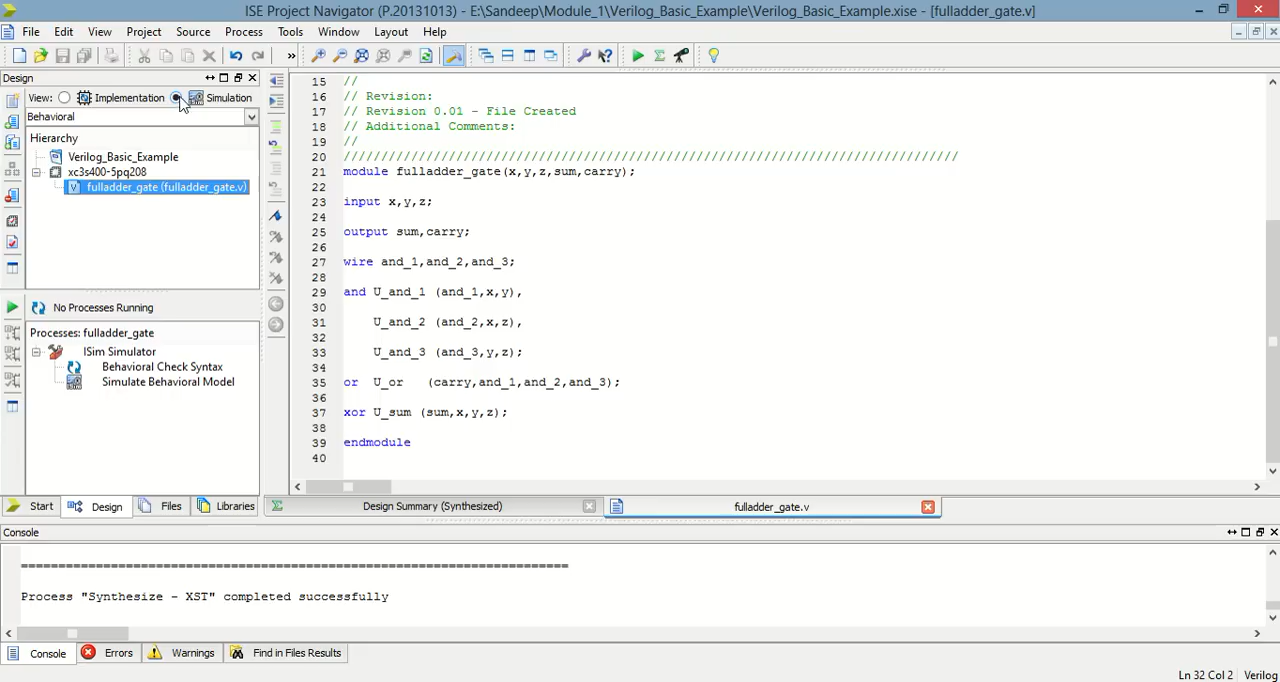 ISE Project Navigator (P.20131013) - E:\Sandeep\Module_1\Verilog_Basic_Example\Verilog_Basic_Example.xise - [fulladder_gate.v]
File Edit View Project Source Process Tools Window Layout Help
Design
View: Implementation Simulation
Behavioral
Hierarchy
Verilog_Basic_Example
xc3s400-5pq208
fulladder_gate (fulladder_gate.v)
No Processes Running
Processes: fulladder_gate
ISim Simulator
Behavioral Check Syntax
Simulate Behavioral Model
Start Design Files Libraries
15 //
16 // Revision:
17 // Revision 0.01 - File Created
18 // Additional Comments:
19 //
20 //////////////////////////////////////////////////////////////////////////////////
21 module fulladder_gate(x,y,z,sum,carry);
22
23 input x,y,z;
24
25 output sum,carry;
26
27 wire and_1,and_2,and_3;
28
29 and U_and_1 (and_1,x,y),
30
31 U_and_2 (and_2,x,z),
32
33 U_and_3 (and_3,y,z);
34
35 or U_or (carry,and_1,and_2,and_3);
36
37 xor U_sum (sum,x,y,z);
38
39 endmodule
40
Design Summary (Synthesized) fulladder_gate.v
Console
=========================================================================
Process "Synthesize - XST" completed successfully
Console Errors Warnings Find in Files Results
Ln 32 Col 2 Verilog